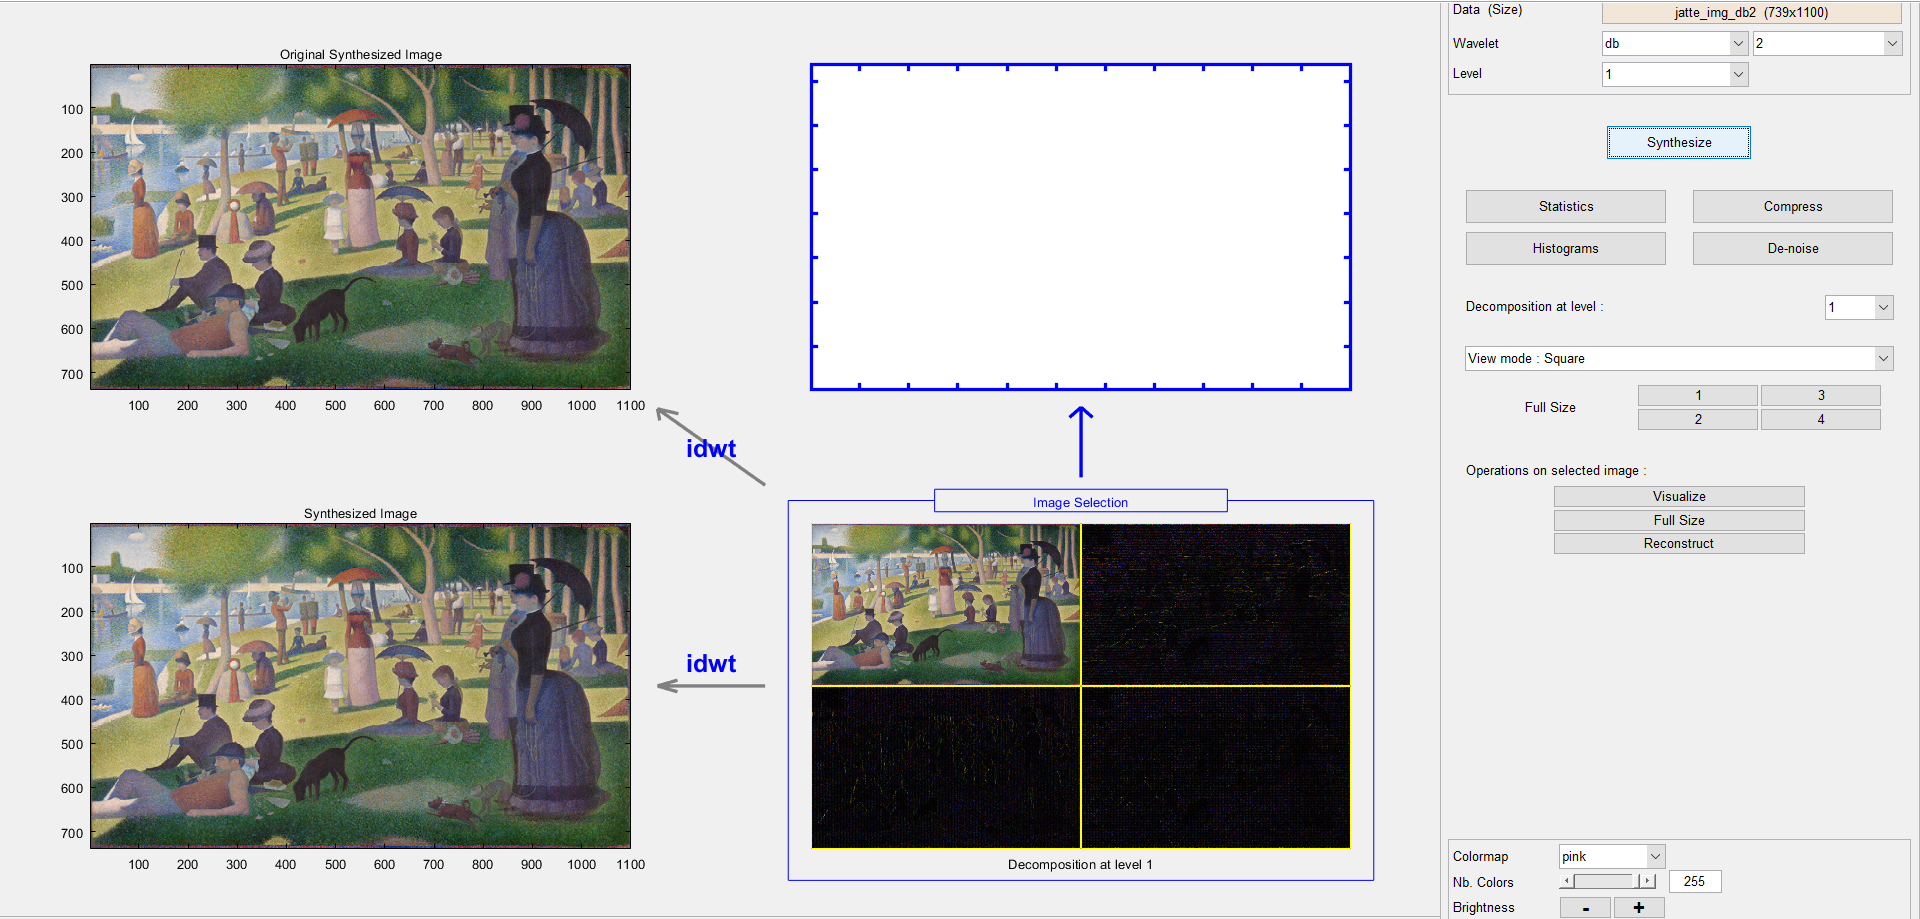 Original Synthesized Image
100
200
300
400
500
600
700
100 200 300 400 500 600 700 800 900 1000 1100
idwt
Synthesized Image
100
200
300
400
500
600
700
100 200 300 400 500 600 700 800 900 1000 1100
idwt
Image Selection
Decomposition at level 1
Data (Size) jatte_img_db2 (739x1100)
Wavelet db 2
Level 1
Synthesize
Statistics Compress
Histograms De-noise
Decomposition at level : 1
View mode : Square
Full Size
1 3
2 4
Operations on selected image :
Visualize
Full Size
Reconstruct
Colormap pink
Nb. Colors 255
Brightness - +